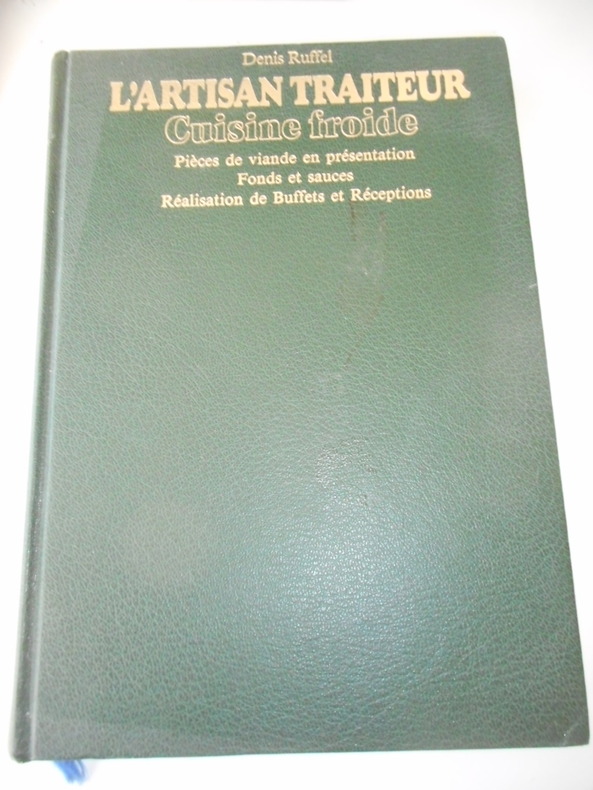 Denis Ruffel
L'ARTISAN TRAITEUR
Cuisine froide
Pièces de viande en présentation
Fonds et sauces
Réalisation de Buffets et Réceptions